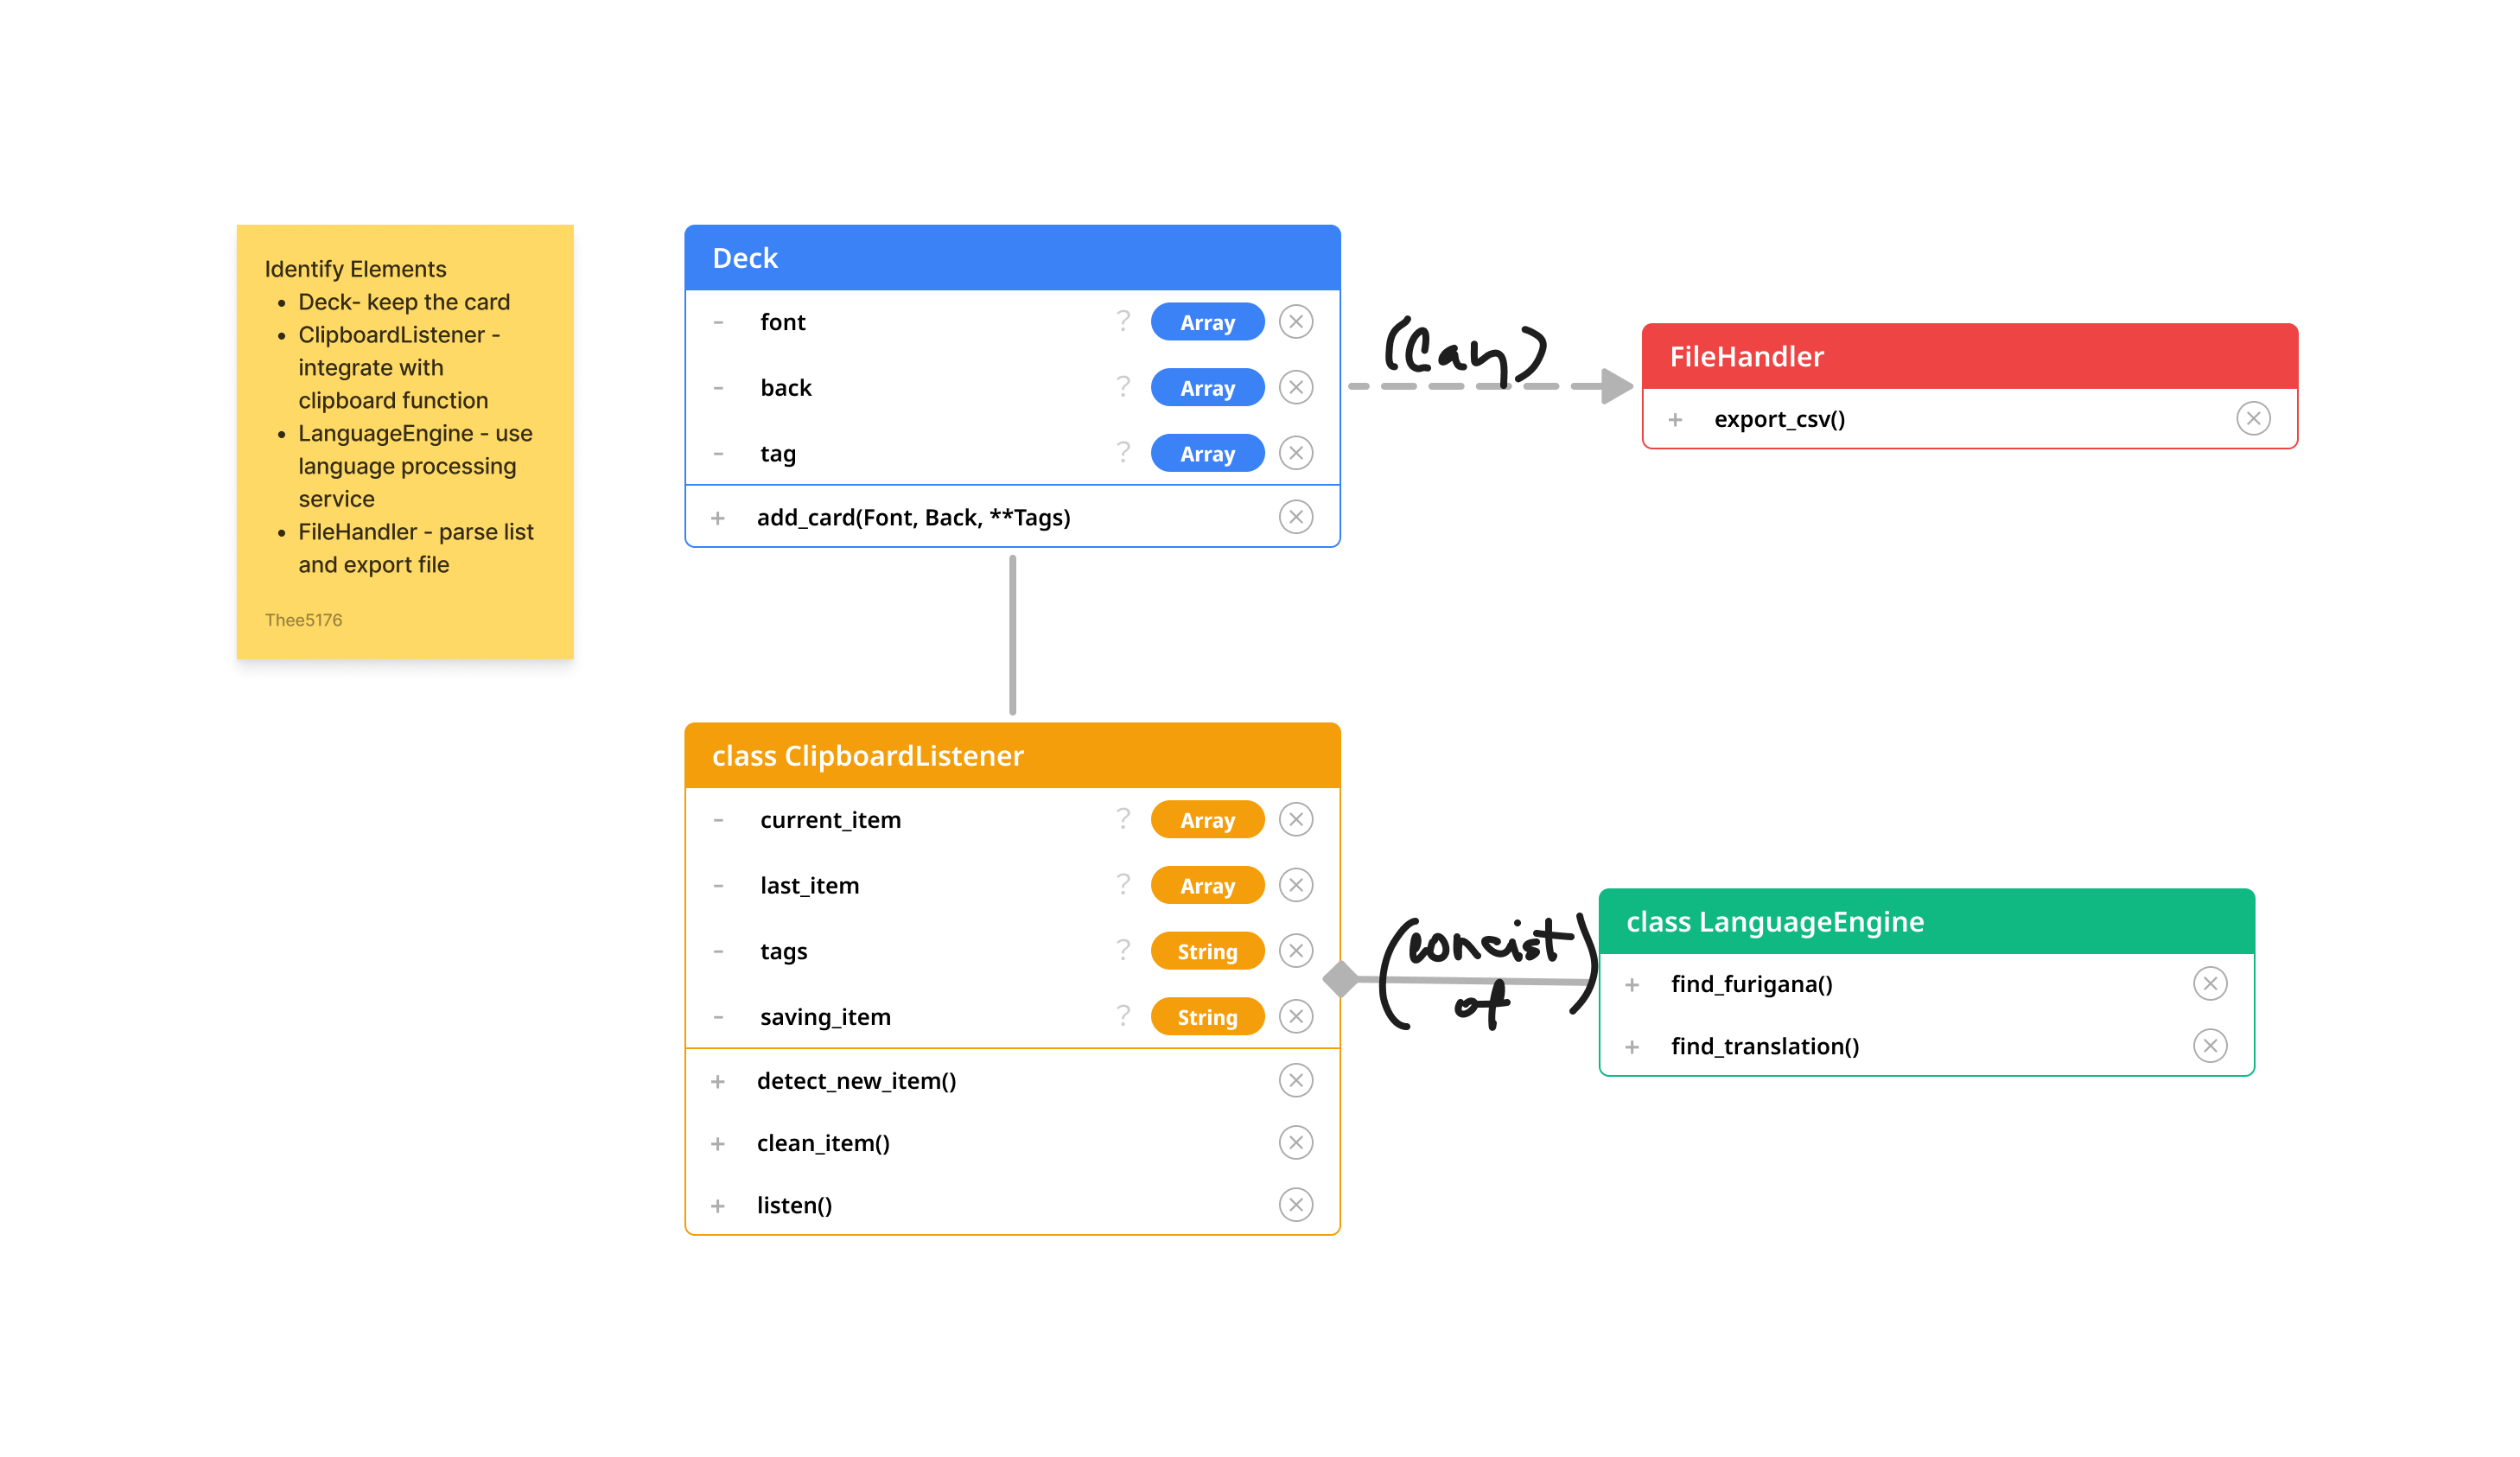 Identify Elements
• Deck- keep the card
• ClipboardListener -
integrate with
clipboard function
• LanguageEngine - use
language processing
service
• FileHandler - parse list
and export file
Thee5176
Deck
- font ? Array
- back ? Array
- tag ? Array
+ add_card(Font, Back, **Tags)
(Can)
FileHandler
+ export_csv()
class ClipboardListener
- current_item ? Array
- last_item ? Array
- tags ? String
- saving_item ? String
+ detect_new_item()
+ clean_item()
+ listen()
(concist
of)
class LanguageEngine
+ find_furigana()
+ find_translation()